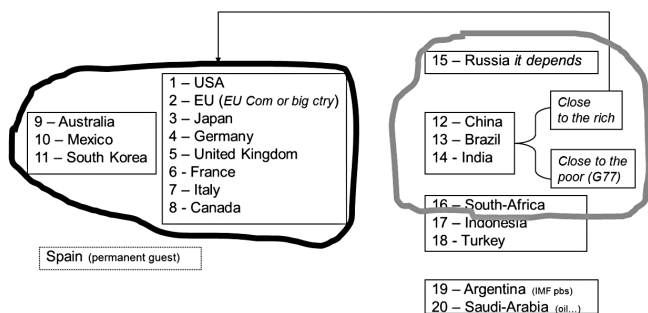 15 – Russia it depends
1 – USA
2 – EU (EU Com or big ctry)
3 – Japan
4 – Germany
5 – United Kingdom
6 - France
7 – Italy
8 - Canada
9 – Australia
10 – Mexico
11 – South Korea
12 – China
13 – Brazil
14 - India
Close
to the rich
Close to the
poor (G77)
16 – South-Africa
17 – Indonesia
18 - Turkey
Spain (permanent guest)
19 – Argentina (IMF pbs)
20 – Saudi-Arabia (oil…)